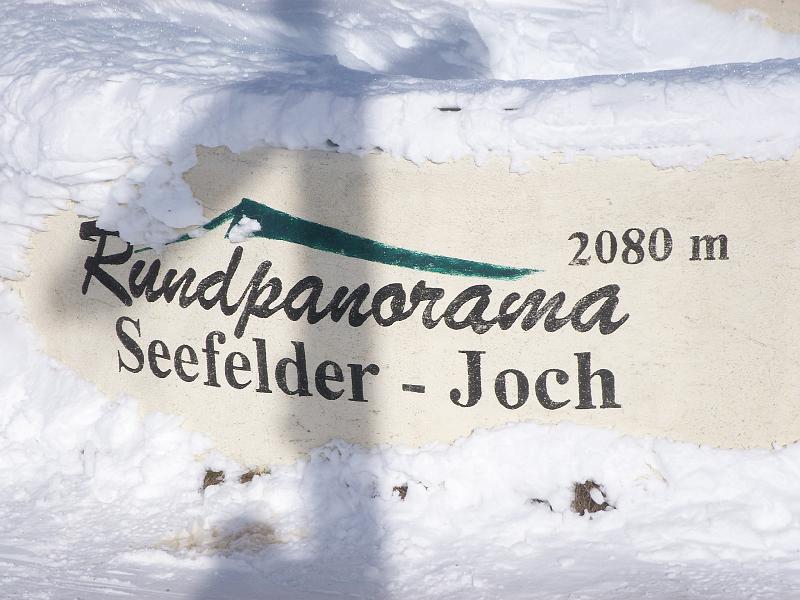 2080 m
Rundpanorama
Seefelder - Joch